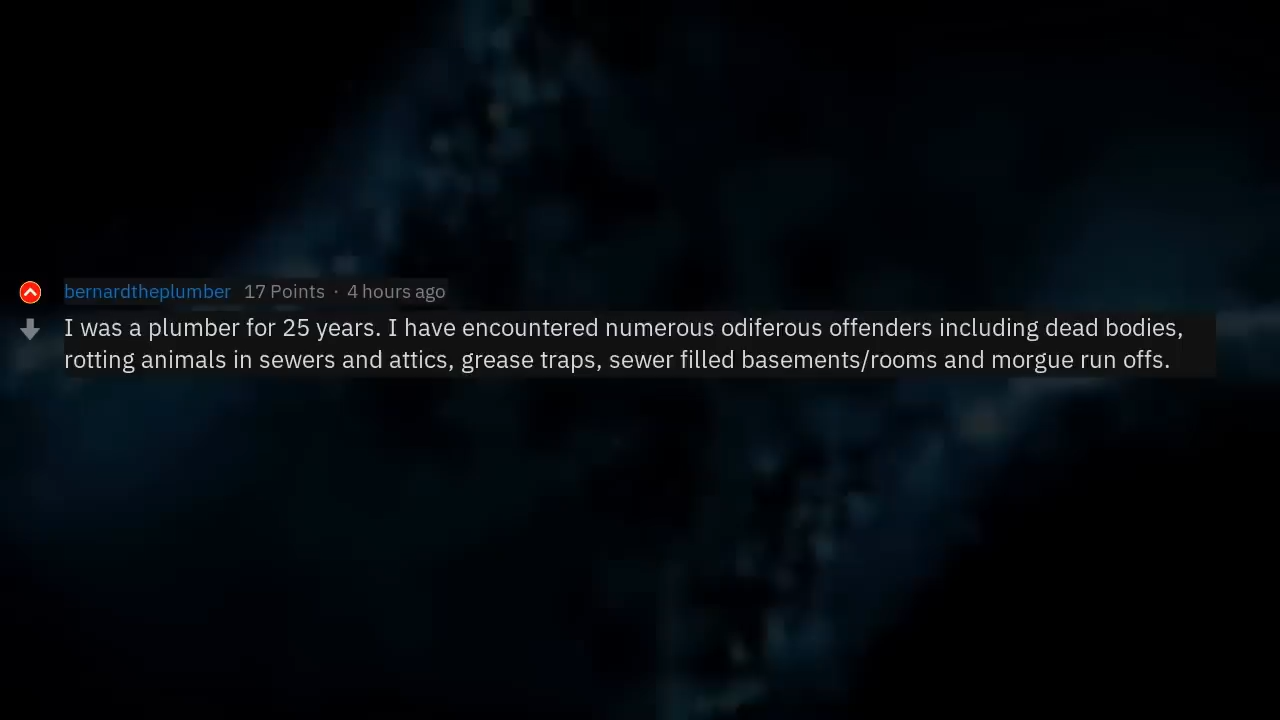 bernardtheplumber 17 Points · 4 hours ago
I was a plumber for 25 years. I have encountered numerous odiferous offenders including dead bodies,
rotting animals in sewers and attics, grease traps, sewer filled basements/rooms and morgue run offs.